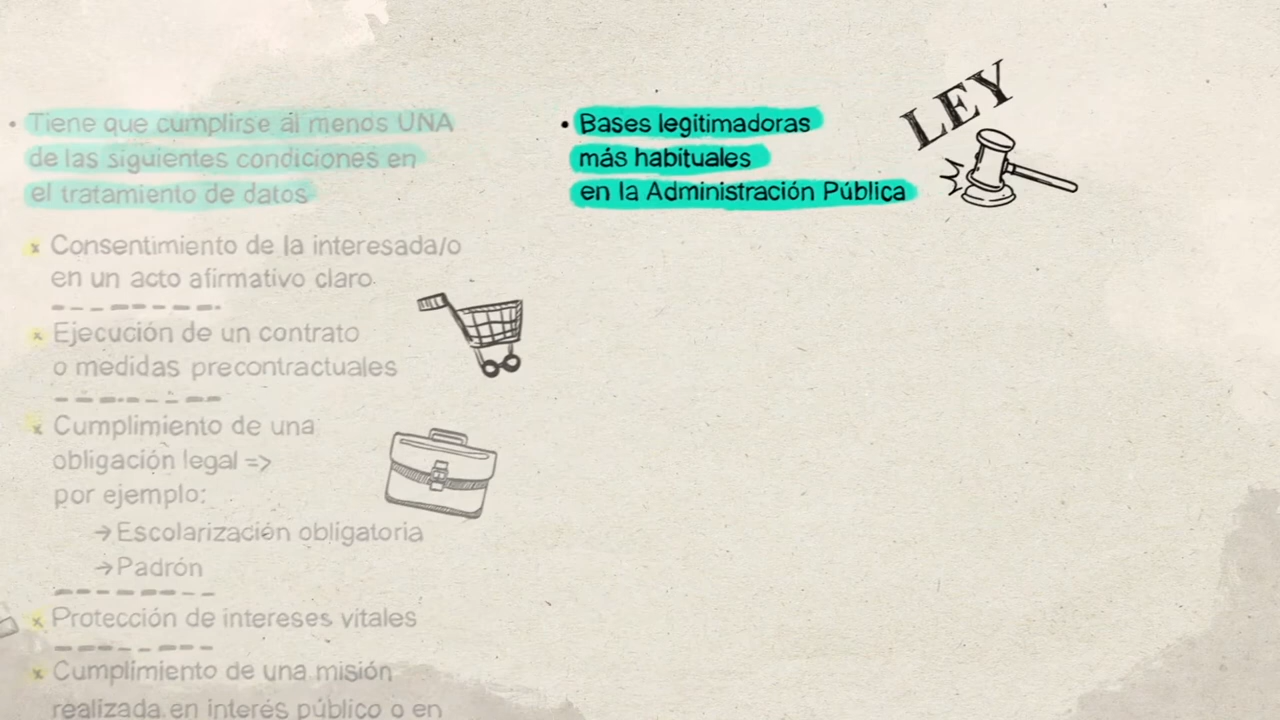 • Tiene que cumplirse al menos UNA
de las siguientes condiciones en
el tratamiento de datos
x Consentimiento de la interesada/o
en un acto afirmativo claro.
x Ejecución de un contrato
o medidas precontractuales
x Cumplimiento de una
obligación legal =>
por ejemplo:
→Escolarización obligatoria
→Padrón
x Protección de intereses vitales
x Cumplimiento de una misión
realizada en interés público o en
• Bases legitimadoras
más habituales
en la Administración Pública
LEY